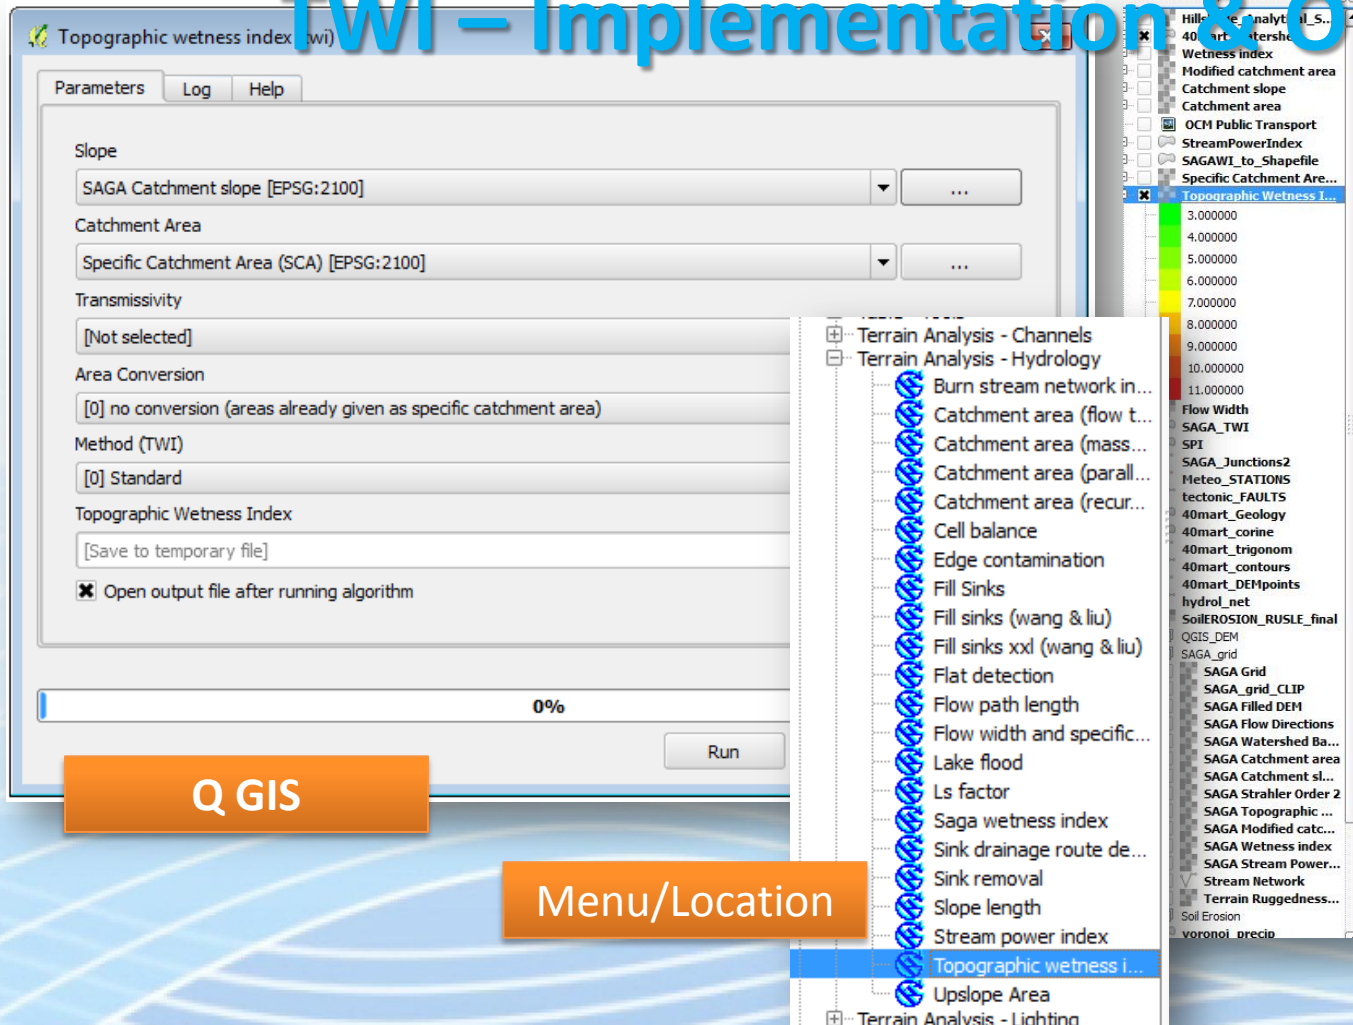 TWI – Implementation & O
Topographic wetness index (twi)
Parameters
Log
Help
Slope
SAGA Catchment slope [EPSG:2100]
...
Catchment Area
Specific Catchment Area (SCA) [EPSG:2100]
...
Transmissivity
[Not selected]
Area Conversion
[0] no conversion (areas already given as specific catchment area)
Method (TWI)
[0] Standard
Topographic Wetness Index
[Save to temporary file]
Open output file after running algorithm
0%
Run
Q GIS
Menu/Location
Terrain Analysis - Channels
Terrain Analysis - Hydrology
Burn stream network in...
Catchment area (flow t...
Catchment area (mass...
Catchment area (parall...
Catchment area (recur...
Cell balance
Edge contamination
Fill Sinks
Fill sinks (wang & liu)
Fill sinks xxl (wang & liu)
Flat detection
Flow path length
Flow width and specific...
Lake flood
Ls factor
Saga wetness index
Sink drainage route de...
Sink removal
Slope length
Stream power index
Topographic wetness i...
Upslope Area
Terrain Analysis - Lighting
Wetness index
Modified catchment area
Catchment slope
Catchment area
OCM Public Transport
StreamPowerIndex
SAGAWI_to_Shapefile
Specific Catchment Are...
Topographic Wetness I...
3.000000
4.000000
5.000000
6.000000
7.000000
8.000000
9.000000
10.000000
11.000000
Flow Width
SAGA_TWI
SPI
SAGA_Junctions2
Meteo_STATIONS
tectonic_FAULTS
40mart_Geology
40mart_corine
40mart_trigonom
40mart_contours
40mart_DEMpoints
hydrol_net
SoilEROSION_RUSLE_final
QGIS_DEM
SAGA_grid
SAGA Grid
SAGA_grid_CLIP
SAGA Filled DEM
SAGA Flow Directions
SAGA Watershed Ba...
SAGA Catchment area
SAGA Catchment sl...
SAGA Strahler Order 2
SAGA Topographic ...
SAGA Modified catc...
SAGA Wetness index
SAGA Stream Power...
Stream Network
Terrain Ruggedness...
Soil Erosion
voronoi_precip